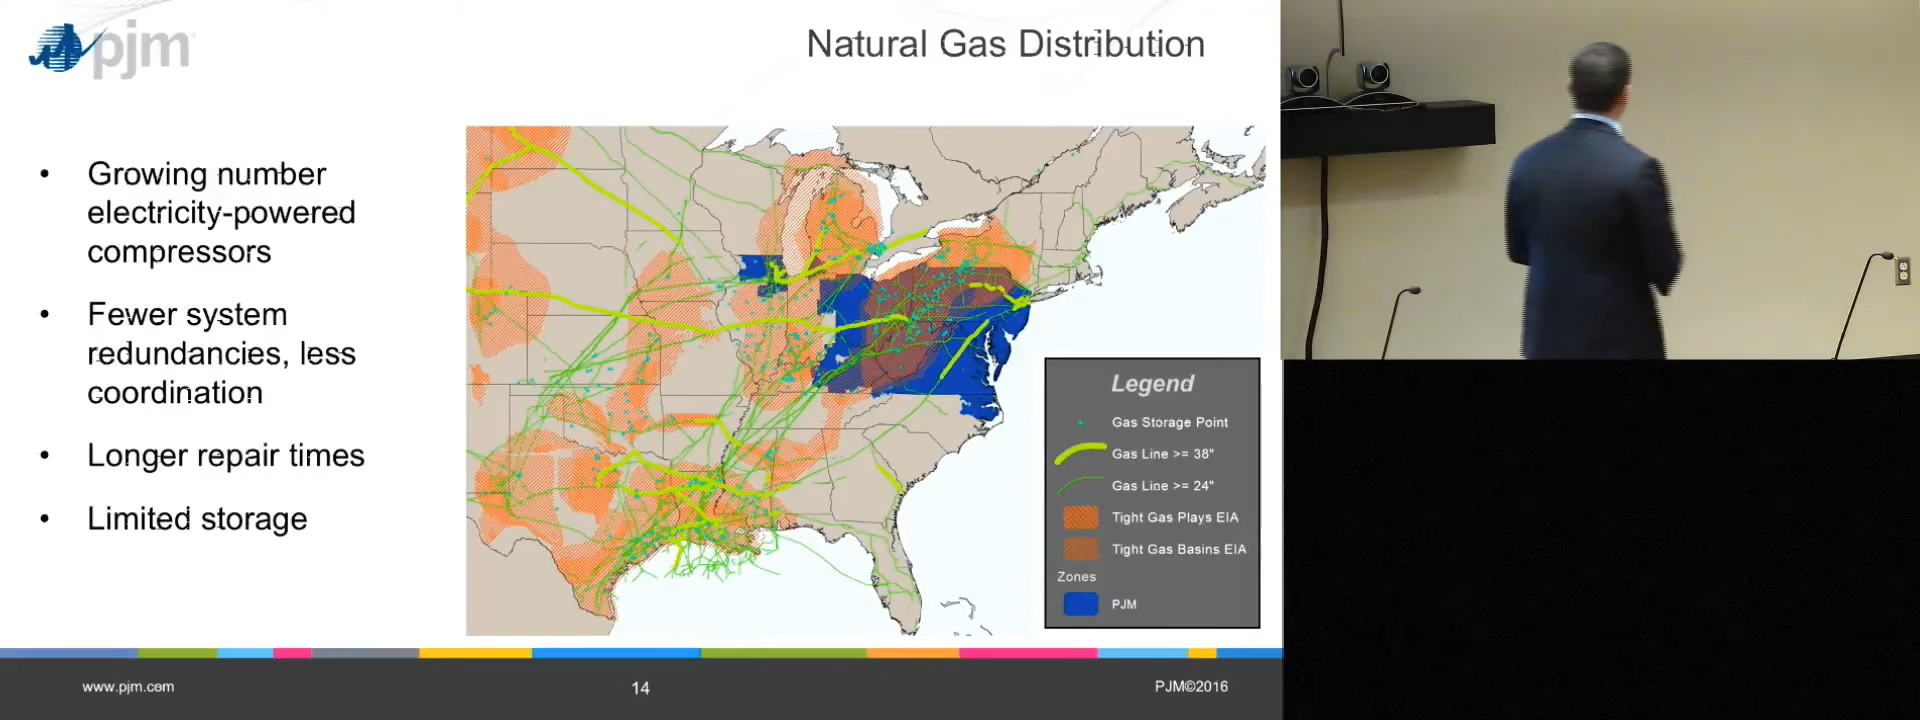 pjm
Natural Gas Distribution
• Growing number
electricity-powered
compressors
• Fewer system
redundancies, less
coordination
• Longer repair times
• Limited storage
Legend
Gas Storage Point
Gas Line >= 38"
Gas Line >= 24"
Tight Gas Plays EIA
Tight Gas Basins EIA
Zones
PJM
www.pjm.com
14
PJM©2016